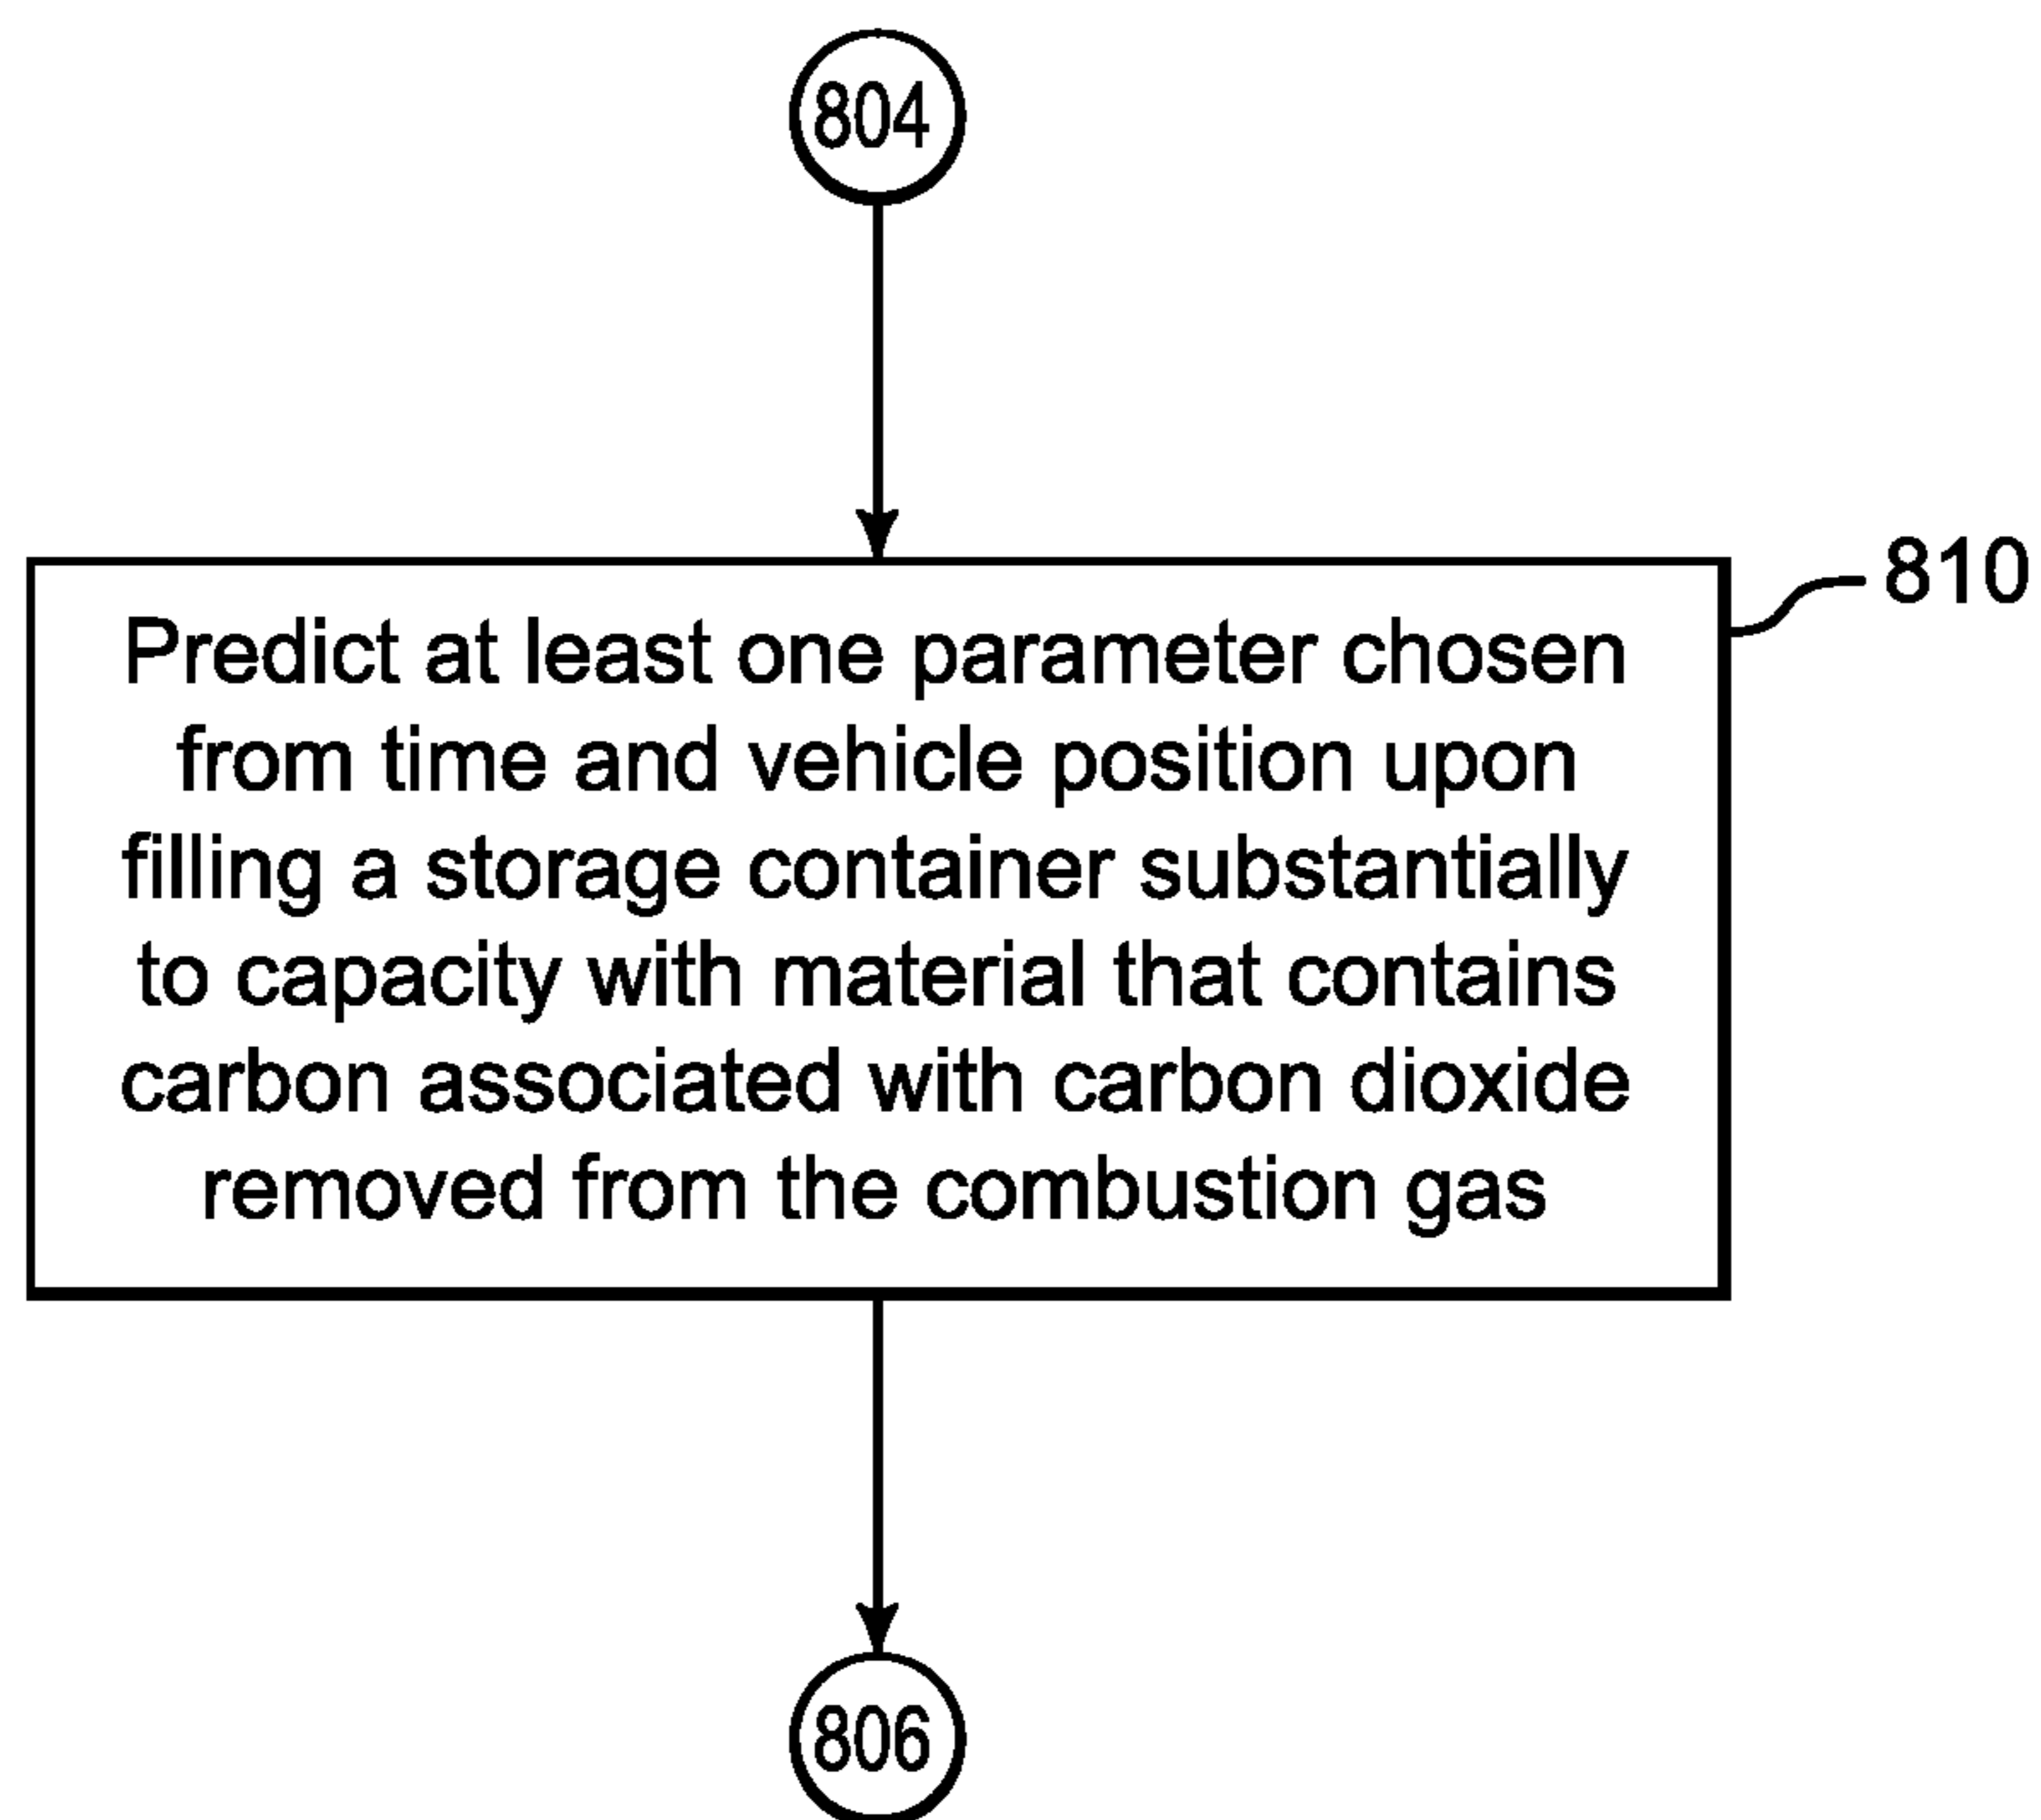 804
810
Predict at least one parameter chosen
from time and vehicle position upon
filling a storage container substantially
to capacity with material that contains
carbon associated with carbon dioxide
removed from the combustion gas
806